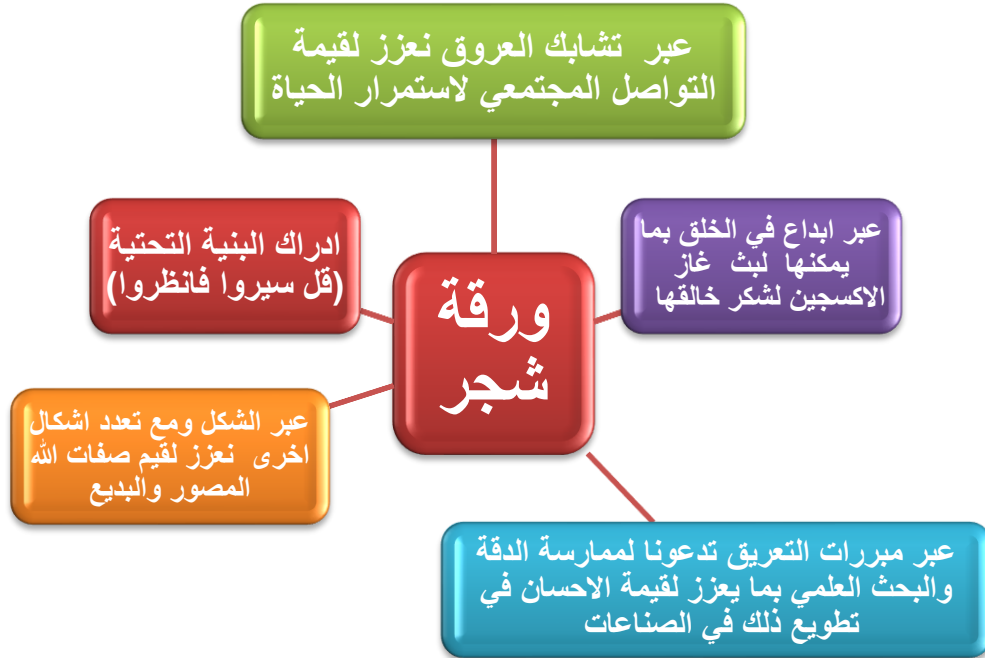 عبر تشابك العروق نعزز لقيمة
التواصل المجتمعي لاستمرار الحياة
عبر ابداع في الخلق بما
يمكنها لبث غاز
الاكسجين لشكر خالقها
ادراك البنية التحتية
(قل سيروا فانظروا)
ورقة
شجر
عبر الشكل ومع تعدد اشكال
اخرى نعزز لقيم صفات الله
المصور والبديع
عبر مبررات التعريق تدعونا لممارسة الدقة
والبحث العلمي بما يعزز لقيمة الاحسان في
تطويع ذلك في الصناعات